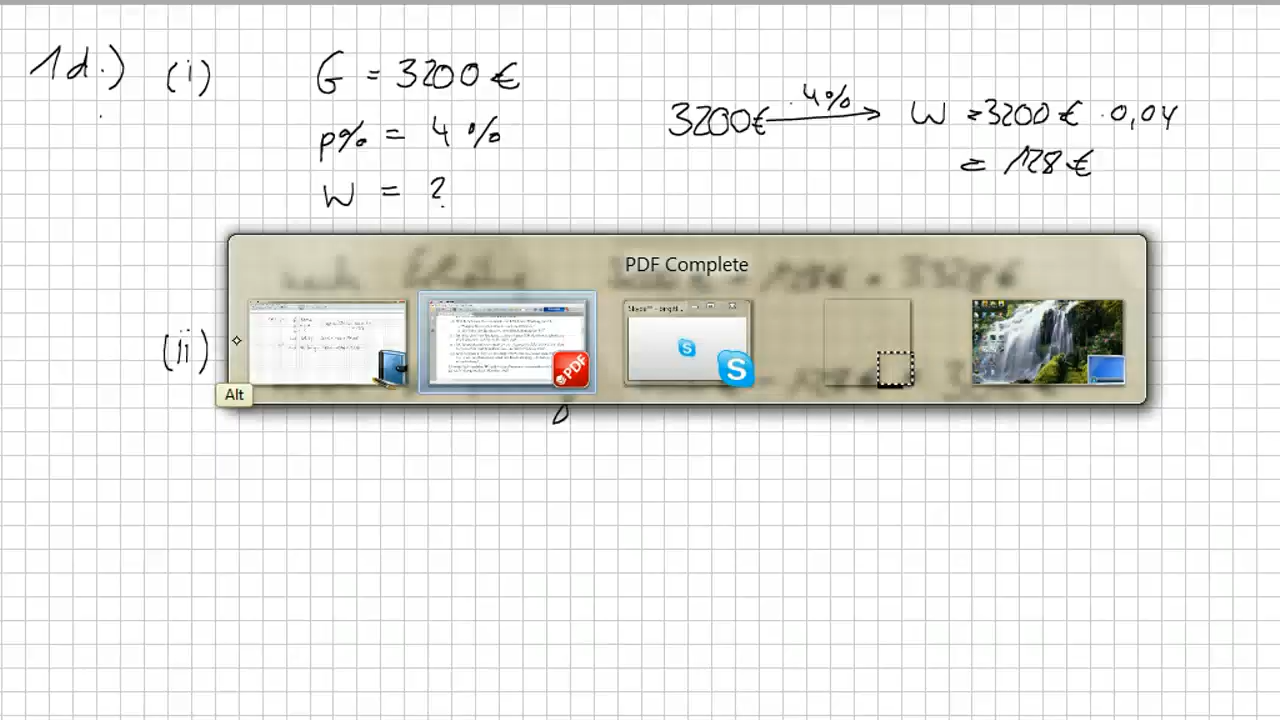 1d.) (i) G = 3200 € 3200€ ·4% → W = 3200 € · 0,04
p% = 4 % = 128 €
W = ?
PDF Complete
(ii)
Alt